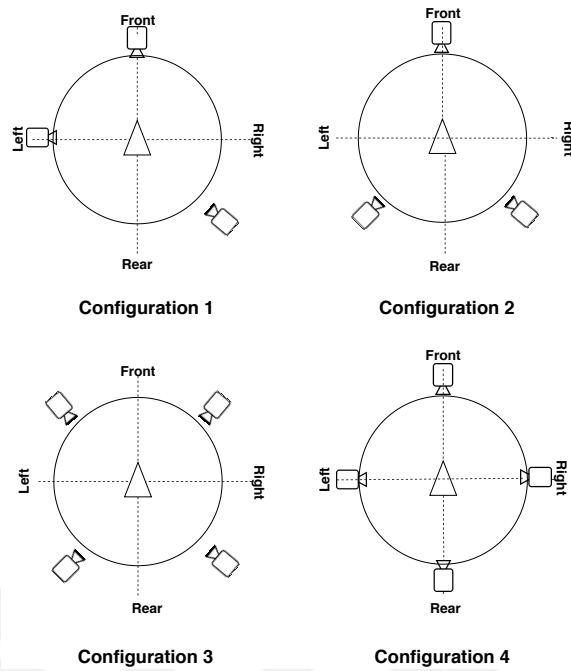 Front
Left
Right
Rear
Configuration 1
Front
Left
Right
Rear
Configuration 2
Front
Left
Right
Rear
Configuration 3
Front
Left
Right
Rear
Configuration 4